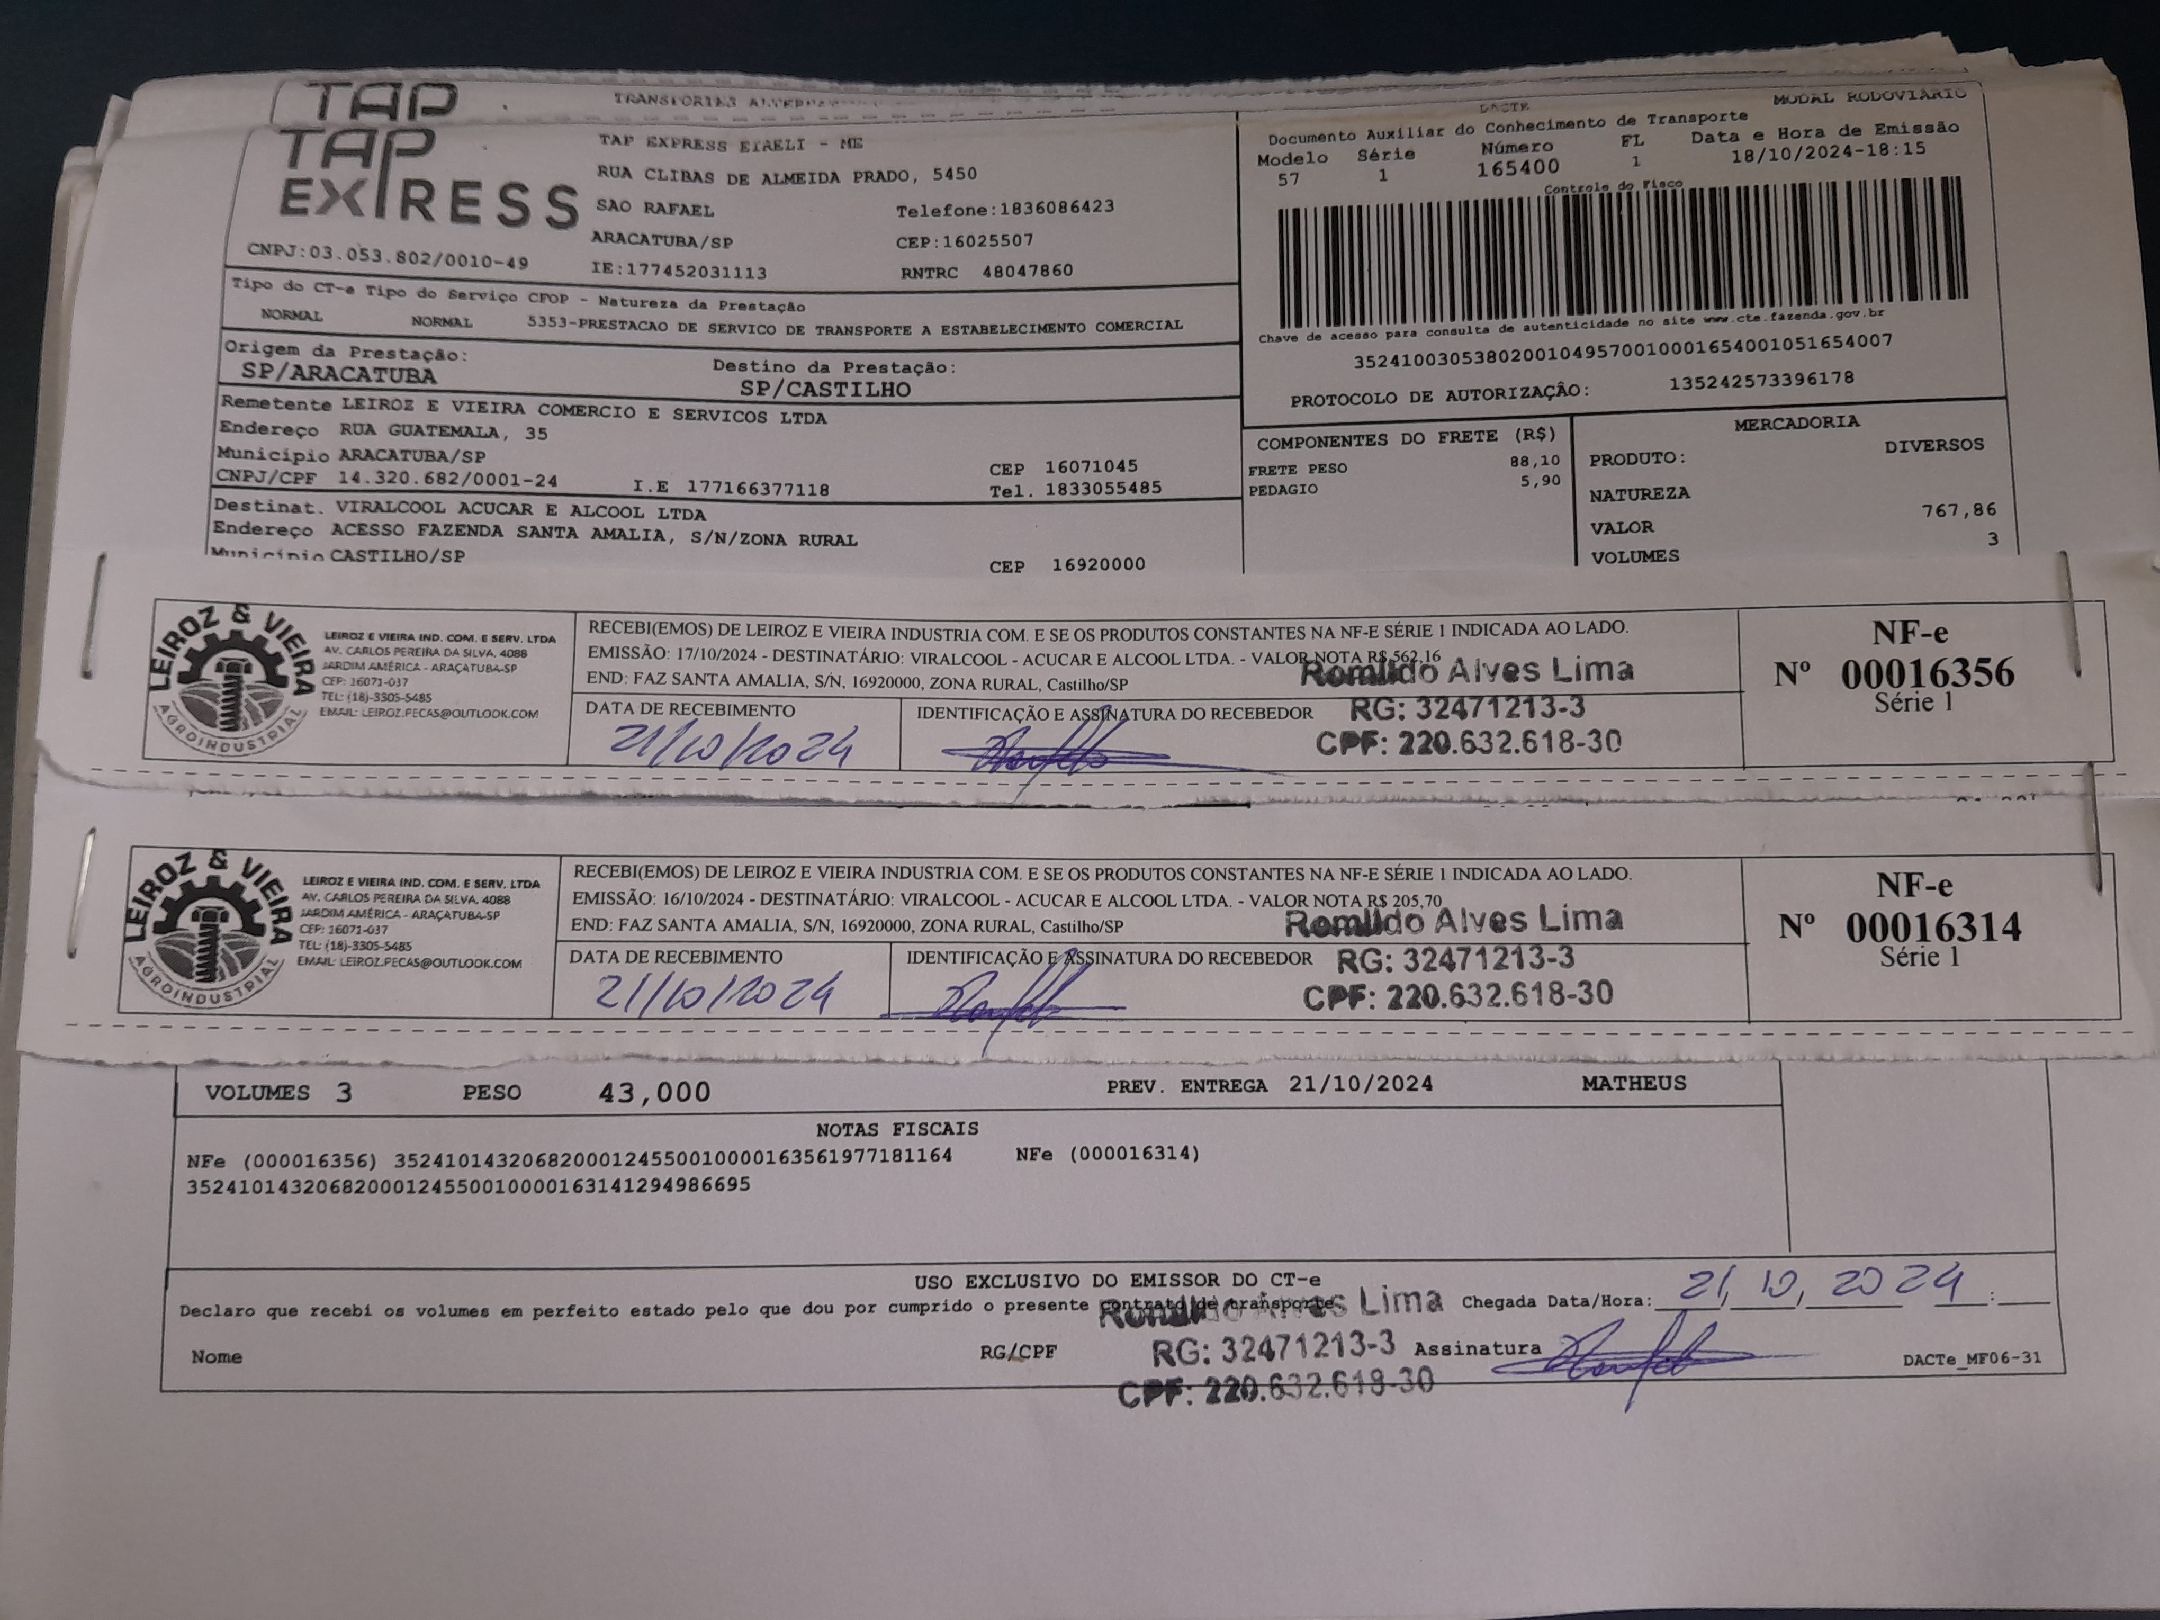 TAP
TAP
EXPRESS
CNPJ:03.053.802/0010-49
TAP EXPRESS EIRELI - ME
RUA CLIBAS DE ALMEIDA PRADO, 5450
SAO RAFAEL Telefone:1836086423
ARACATUBA/SP CEP:16025507
IE:177452031113 RNTRC 48047860
DACTE MODAL RODOVIÁRIO
Documento Auxiliar do Conhecimento de Transporte
Modelo Série Número FL Data e Hora de Emissão
57 1 165400 1 18/10/2024-18:15
Controle do Fisco
Chave de acesso para consulta de autenticidade no site www.cte.fazenda.gov.br
35241003053802001049570010001654001051654007
PROTOCOLO DE AUTORIZAÇÂO: 135242573396178
Tipo do CT-e Tipo do Serviço CFOP - Natureza da Prestação
NORMAL NORMAL 5353-PRESTACAO DE SERVICO DE TRANSPORTE A ESTABELECIMENTO COMERCIAL
Origem da Prestação: Destino da Prestação:
SP/ARACATUBA SP/CASTILHO
Remetente LEIROZ E VIEIRA COMERCIO E SERVICOS LTDA
Endereço RUA GUATEMALA, 35
Município ARACATUBA/SP CEP 16071045
CNPJ/CPF 14.320.682/0001-24 I.E 177166377118 Tel. 1833055485
Destinat. VIRALCOOL ACUCAR E ALCOOL LTDA
Endereço ACESSO FAZENDA SANTA AMALIA, S/N/ZONA RURAL
Município CASTILHO/SP CEP 16920000
COMPONENTES DO FRETE (R$)
FRETE PESO 88,10
PEDAGIO 5,90
MERCADORIA
PRODUTO: DIVERSOS
NATUREZA
VALOR 767,86
VOLUMES 3
LEIROZ & VIEIRA
AGROINDUSTRIAL
LEIROZ E VIEIRA IND. COM. E SERV. LTDA
AV. CARLOS PEREIRA DA SILVA, 4088
JARDIM AMÉRICA - ARAÇATUBA-SP
CEP: 16071-037
TEL: (18)-3305-5485
EMAIL: LEIROZ.PECAS@OUTLOOK.COM
RECEBI(EMOS) DE LEIROZ E VIEIRA INDUSTRIA COM. E SE OS PRODUTOS CONSTANTES NA NF-E SÉRIE 1 INDICADA AO LADO.
EMISSÃO: 17/10/2024 - DESTINATÁRIO: VIRALCOOL - ACUCAR E ALCOOL LTDA. - VALOR NOTA R$ 562,16
END: FAZ SANTA AMALIA, S/N, 16920000, ZONA RURAL, Castilho/SP
Romildo Alves Lima
RG: 32471213-3
CPF: 220.632.618-30
DATA DE RECEBIMENTO
21/10/2024
IDENTIFICAÇÃO E ASSINATURA DO RECEBEDOR
NF-e
Nº 00016356
Série 1
LEIROZ & VIEIRA
AGROINDUSTRIAL
LEIROZ E VIEIRA IND. COM. E SERV. LTDA
AV. CARLOS PEREIRA DA SILVA, 4088
JARDIM AMÉRICA - ARAÇATUBA-SP
CEP: 16071-037
TEL: (18)-3305-5485
EMAIL: LEIROZ.PECAS@OUTLOOK.COM
RECEBI(EMOS) DE LEIROZ E VIEIRA INDUSTRIA COM. E SE OS PRODUTOS CONSTANTES NA NF-E SÉRIE 1 INDICADA AO LADO.
EMISSÃO: 16/10/2024 - DESTINATÁRIO: VIRALCOOL - ACUCAR E ALCOOL LTDA. - VALOR NOTA R$ 205,70
END: FAZ SANTA AMALIA, S/N, 16920000, ZONA RURAL, Castilho/SP
Romildo Alves Lima
RG: 32471213-3
CPF: 220.632.618-30
DATA DE RECEBIMENTO
21/10/2024
IDENTIFICAÇÃO E ASSINATURA DO RECEBEDOR
NF-e
Nº 00016314
Série 1
VOLUMES 3 PESO 43,000 PREV. ENTREGA 21/10/2024 MATHEUS
NOTAS FISCAIS
NFe (000016356) 35241014320682000124550010000163561977181164 NFe (000016314)
35241014320682000124550010000163141294986695
USO EXCLUSIVO DO EMISSOR DO CT-e
Declaro que recebi os volumes em perfeito estado pelo que dou por cumprido o presente contrato de transporte. Chegada Data/Hora: 21, 10, 2024
Romildo Alves Lima
RG: 32471213-3
CPF: 220.632.618-30
Nome RG/CPF Assinatura DACTe_MF06-31